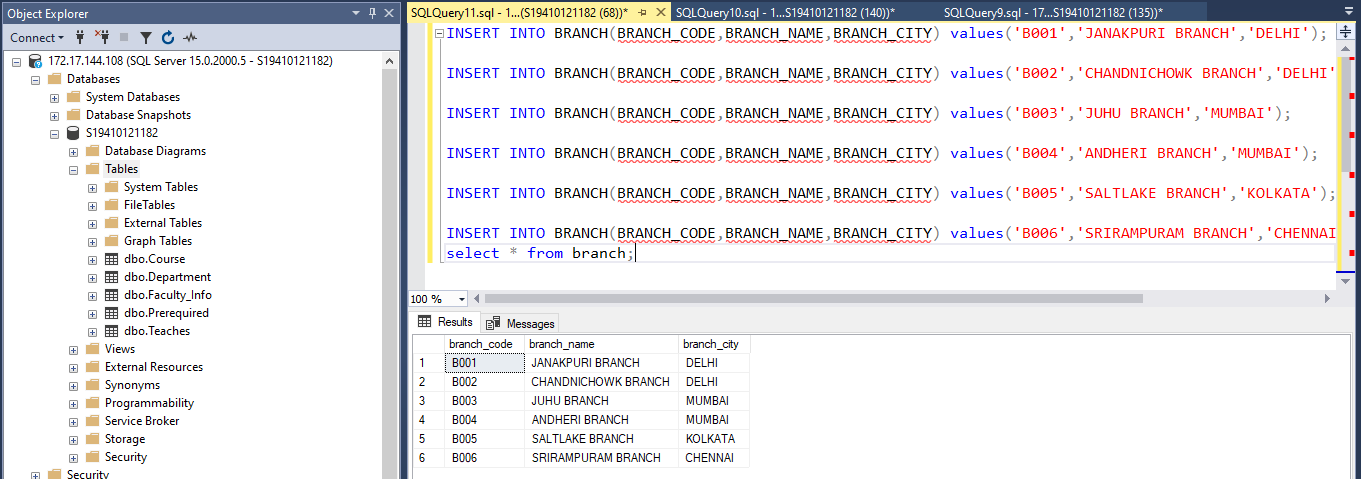 Object Explorer
Connect
172.17.144.108 (SQL Server 15.0.2000.5 - S19410121182)
Databases
System Databases
Database Snapshots
S19410121182
Database Diagrams
Tables
System Tables
FileTables
External Tables
Graph Tables
dbo.Course
dbo.Department
dbo.Faculty_Info
dbo.Prerequired
dbo.Teaches
Views
External Resources
Synonyms
Programmability
Service Broker
Storage
Security
Security
SQLQuery11.sql - 1...(S19410121182 (68))* SQLQuery10.sql - 1...S19410121182 (140))* SQLQuery9.sql - 17...S19410121182 (135))*
INSERT INTO BRANCH(BRANCH_CODE,BRANCH_NAME,BRANCH_CITY) values('B001','JANAKPURI BRANCH','DELHI');
INSERT INTO BRANCH(BRANCH_CODE,BRANCH_NAME,BRANCH_CITY) values('B002','CHANDNICHOWK BRANCH','DELHI'
INSERT INTO BRANCH(BRANCH_CODE,BRANCH_NAME,BRANCH_CITY) values('B003','JUHU BRANCH','MUMBAI');
INSERT INTO BRANCH(BRANCH_CODE,BRANCH_NAME,BRANCH_CITY) values('B004','ANDHERI BRANCH','MUMBAI');
INSERT INTO BRANCH(BRANCH_CODE,BRANCH_NAME,BRANCH_CITY) values('B005','SALTLAKE BRANCH','KOLKATA');
INSERT INTO BRANCH(BRANCH_CODE,BRANCH_NAME,BRANCH_CITY) values('B006','SRIRAMPURAM BRANCH','CHENNAI
select * from branch;
100 %
Results Messages
branch_code branch_name branch_city
1 B001 JANAKPURI BRANCH DELHI
2 B002 CHANDNICHOWK BRANCH DELHI
3 B003 JUHU BRANCH MUMBAI
4 B004 ANDHERI BRANCH MUMBAI
5 B005 SALTLAKE BRANCH KOLKATA
6 B006 SRIRAMPURAM BRANCH CHENNAI